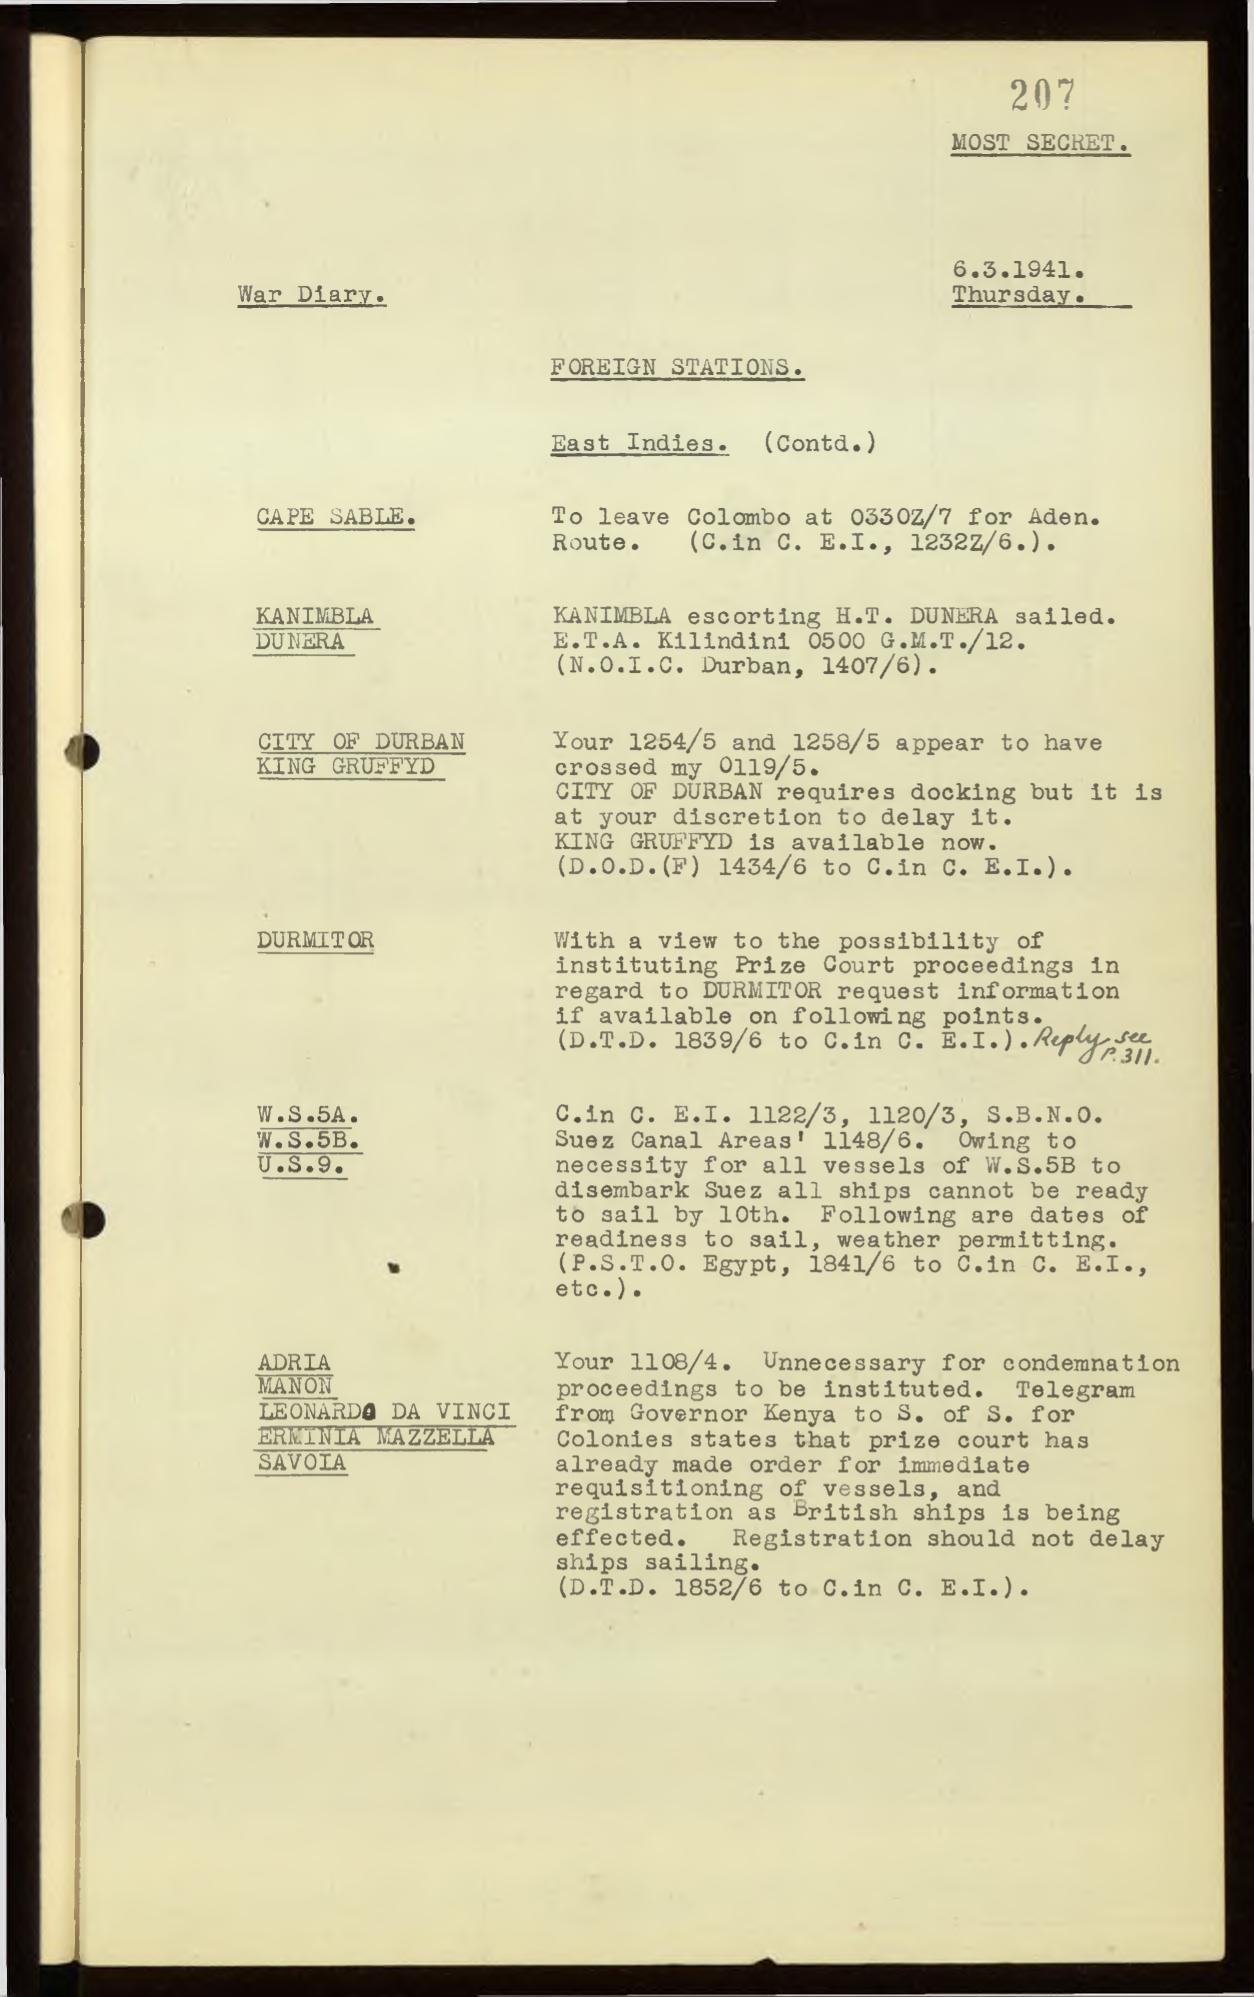 207
MOST SECRET.
6.3.1941.
War Diary. Thursday.
FOREIGN STATIONS.
East Indies. (Contd.)
CAPE SABLE. To leave Colombo at 0330Z/7 for Aden.
Route. (C.in C. E.I., 1232Z/6.).
KANIMBLA KANIMBLA escorting H.T. DUNERA sailed.
DUNERA E.T.A. Kilindini 0500 G.M.T./12.
(N.O.I.C. Durban, 1407/6).
CITY OF DURBAN Your 1254/5 and 1258/5 appear to have
KING GRUFFYD crossed my 0119/5.
CITY OF DURBAN requires docking but it is
at your discretion to delay it.
KING GRUFFYD is available now.
(D.O.D.(F) 1434/6 to C.in C. E.I.).
DURMITOR With a view to the possibility of
instituting Prize Court proceedings in
regard to DURMITOR request information
if available on following points.
(D.T.D. 1839/6 to C.in C. E.I.). Reply see
P.311.
W.S.5A. C.in C. E.I. 1122/3, 1120/3, S.B.N.O.
W.S.5B. Suez Canal Areas' 1148/6. Owing to
U.S.9. necessity for all vessels of W.S.5B to
disembark Suez all ships cannot be ready
to sail by 10th. Following are dates of
readiness to sail, weather permitting.
(P.S.T.O. Egypt, 1841/6 to C.in C. E.I.,
etc.).
ADRIA Your 1108/4. Unnecessary for condemnation
MANON proceedings to be instituted. Telegram
LEONARDO DA VINCI from Governor Kenya to S. of S. for
ERMINIA MAZZELLA Colonies states that prize court has
SAVOIA already made order for immediate
requisitioning of vessels, and
registration as British ships is being
effected. Registration should not delay
ships sailing.
(D.T.D. 1852/6 to C.in C. E.I.).